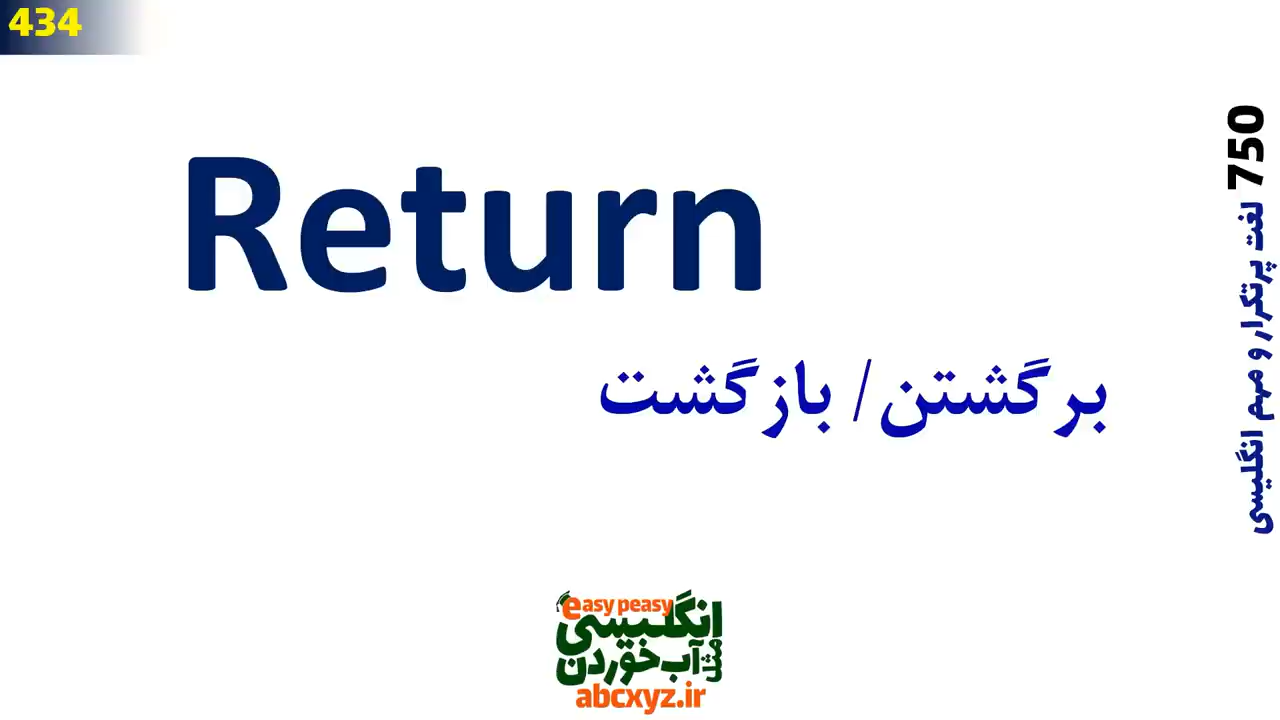 434
Return
برگشتن / بازگشت
750 لغت پرتکرار و مهم انگلیسی
easy peasy
انگلیسی
مثل آب خوردن
abcxyz.ir